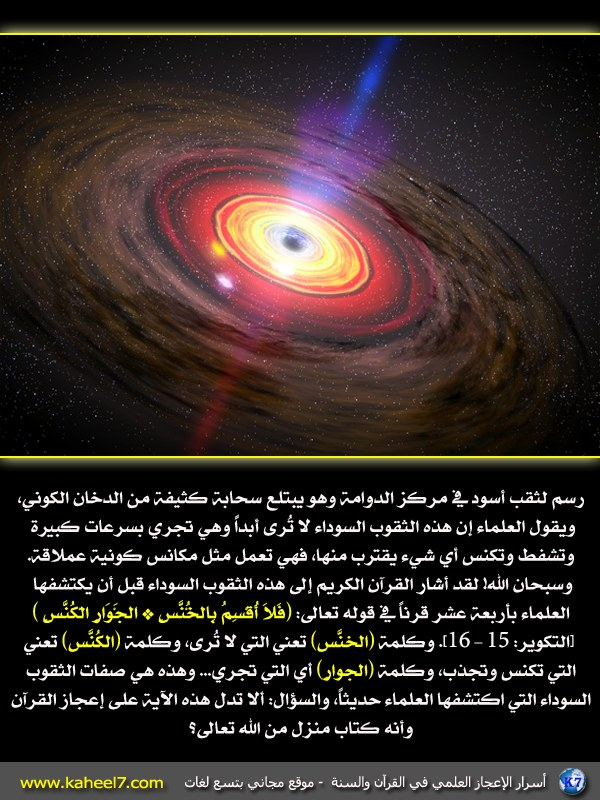 رسم لثقب أسود في مركز الدوامة وهو يبتلع سحابة كثيفة من الدخان الكوني،
ويقول العلماء إن هذه الثقوب السوداء لا تُرى أبداً وهي تجري بسرعات كبيرة
وتشفط وتكنس أي شيء يقترب منها، فهي تعمل مثل مكانس كونية عملاقة.
وسبحان الله! لقد أشار القرآن الكريم إلى هذه الثقوب السوداء قبل أن يكتشفها
العلماء بأربعة عشر قرناً في قوله تعالى: (فَلَا أُقْسِمُ بِالخُنَّسِ ❖ الجَوَارِ الكُنَّسِ )
[التكوير: 15 – 16]. وكلمة (الخنَّس) تعني التي لا تُرى، وكلمة (الكُنَّس) تعني
التي تكنس وتجذب، وكلمة (الجوار) أي التي تجري... وهذه هي صفات الثقوب
السوداء التي اكتشفها العلماء حديثاً، والسؤال: ألا تدل هذه الآية على إعجاز القرآن
وأنه كتاب منزل من الله تعالى؟
K7 أسرار الإعجاز العلمي في القرآن والسنة - موقع مجاني بتسع لغات www.kaheel7.com